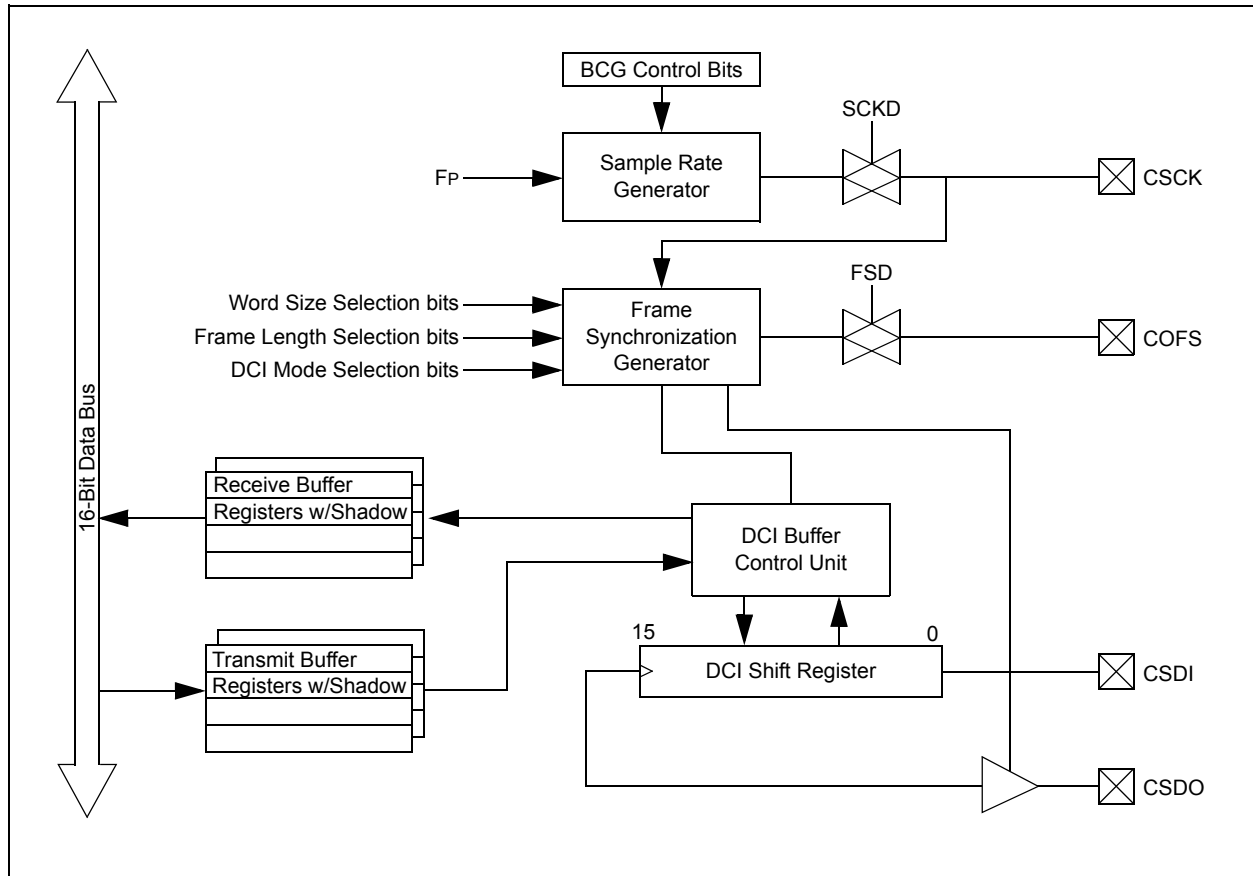 BCG Control Bits
SCKD
Sample Rate
Generator
FP
CSCK
FSD
Word Size Selection bits
Frame Length Selection bits
DCI Mode Selection bits
Frame
Synchronization
Generator
COFS
16-Bit Data Bus
Receive Buffer
Registers w/Shadow
DCI Buffer
Control Unit
Transmit Buffer
Registers w/Shadow
15
0
DCI Shift Register
CSDI
CSDO